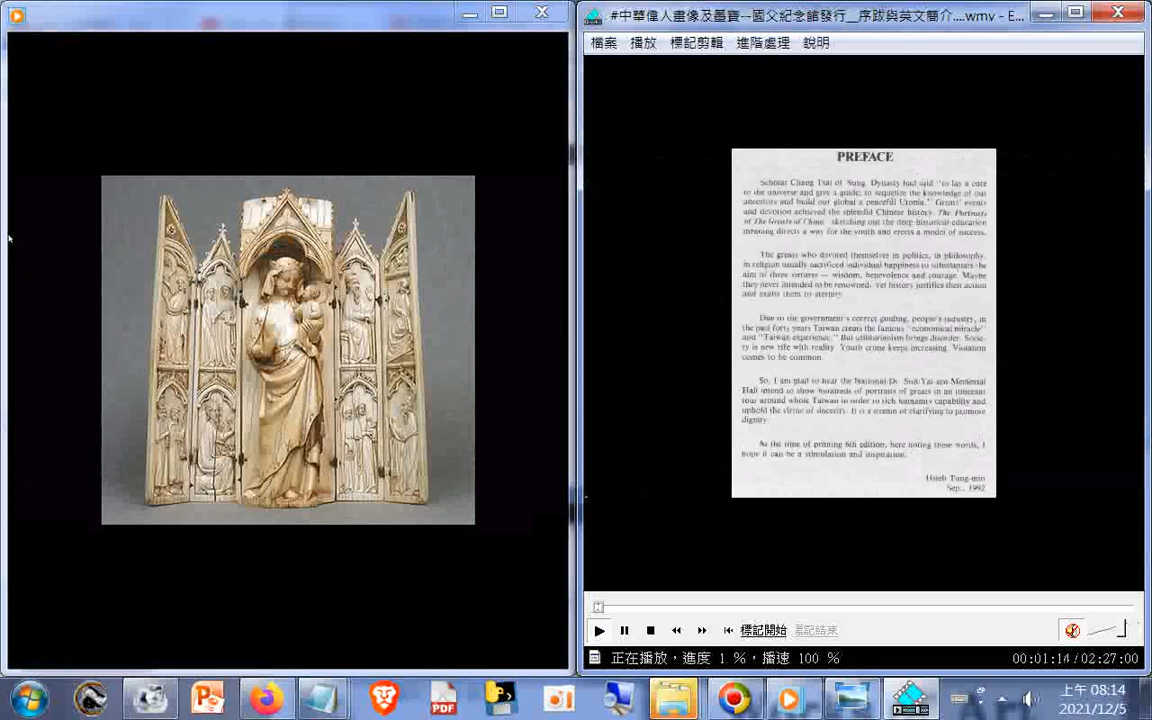 #中華偉人畫像及墨寶--國父紀念館發行__序跋與英文簡介....wmv - E...
檔案 播放 標記剪輯 進階處理 說明
PREFACE
Scholar Chang Tsai of Sung Dynasty had said "to lay a core
to the universe and give a guide, to sequelize the knowledge of our
ancestors and build our global a peaceful Utopia." Greats' events
and devotion achieved the splendid Chinese history. The Portraits
of The Greats of China sketching out the deep historical education
meaning directs a way for the youth and erects a model of success.
The greats who devoted themselves in politics, in philosophy,
in religion usually sacrificed individual happiness to substantiate the
aim of three virtures — wisdom, benevolence and courage. Maybe
they never intended to be renowned. Yet history justifies their action
and exalts them to eternity.
Due to the government's correct guiding, people's industry, in
the past forty years Taiwan creats the famous "economical miracle"
and "Taiwan experience." But utilitarianism brings disorder. Socie-
ty is now rife with reality. Youth crime keeps increasing. Violation
comes to be common.
So, I am glad to hear the National Dr. Sun Yat-sen Memorial
Hall intend to show hundreds of portraits of greats in an itinerant
tour around whole Taiwan in order to rich humanity capability and
uphold the virtue of sincerity. It is a stream of clarifying to promote
dignity.
At the time of printing 6th edition, here noting these words, I
hope it can be a stimulation and inspiration.
Hsieh Tung-min
Sep., 1992
標記開始 標記結束
正在播放，進度 1 %，播速 100 % 00:01:14 / 02:27:00
PDF
上午 08:14
2021/12/5